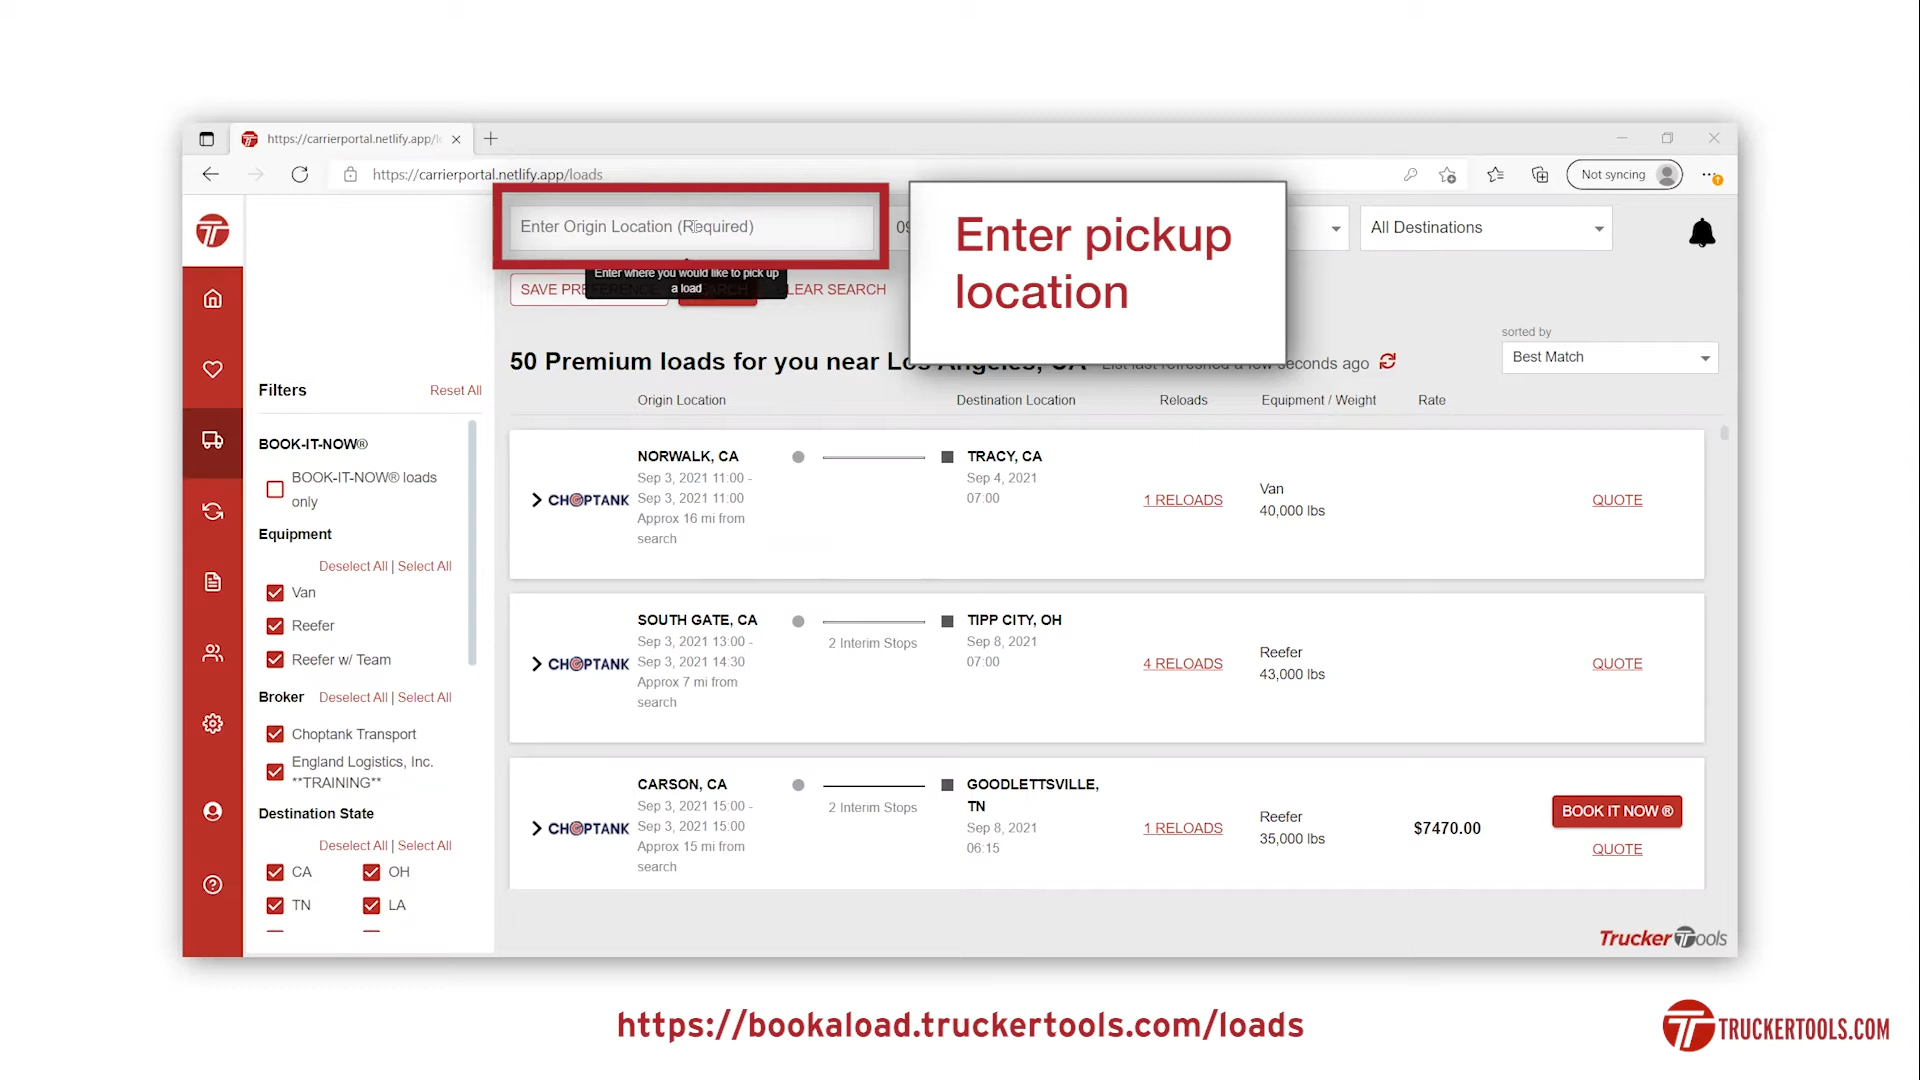 https://carrierportal.netlify.app/l
https://carrierportal.netlify.app/loads
Not syncing
Enter Origin Location (Required)
09
Enter pickup
location
All Destinations
Enter where you would like to pick up
a load
SAVE PREFERENCE
SEARCH
CLEAR SEARCH
50 Premium loads for you near Los Angeles, CA
List last refreshed a few seconds ago
sorted by
Best Match
Filters
Reset All
Origin Location
Destination Location
Reloads
Equipment / Weight
Rate
BOOK-IT-NOW®
BOOK-IT-NOW® loads
only
Equipment
Deselect All | Select All
Van
Reefer
Reefer w/ Team
Broker
Deselect All | Select All
Choptank Transport
England Logistics, Inc.
**TRAINING**
Destination State
Deselect All | Select All
CA
OH
TN
LA
CHOPTANK
NORWALK, CA
Sep 3, 2021 11:00 -
Sep 3, 2021 11:00
Approx 16 mi from
search
TRACY, CA
Sep 4, 2021
07:00
1 RELOADS
Van
40,000 lbs
QUOTE
CHOPTANK
SOUTH GATE, CA
Sep 3, 2021 13:00 -
Sep 3, 2021 14:30
Approx 7 mi from
search
2 Interim Stops
TIPP CITY, OH
Sep 8, 2021
07:00
4 RELOADS
Reefer
43,000 lbs
QUOTE
CHOPTANK
CARSON, CA
Sep 3, 2021 15:00 -
Sep 3, 2021 15:00
Approx 15 mi from
search
2 Interim Stops
GOODLETTSVILLE,
TN
Sep 8, 2021
06:15
1 RELOADS
Reefer
35,000 lbs
$7470.00
BOOK IT NOW ®
QUOTE
TruckerTools
https://bookaload.truckertools.com/loads
TRUCKERTOOLS.COM